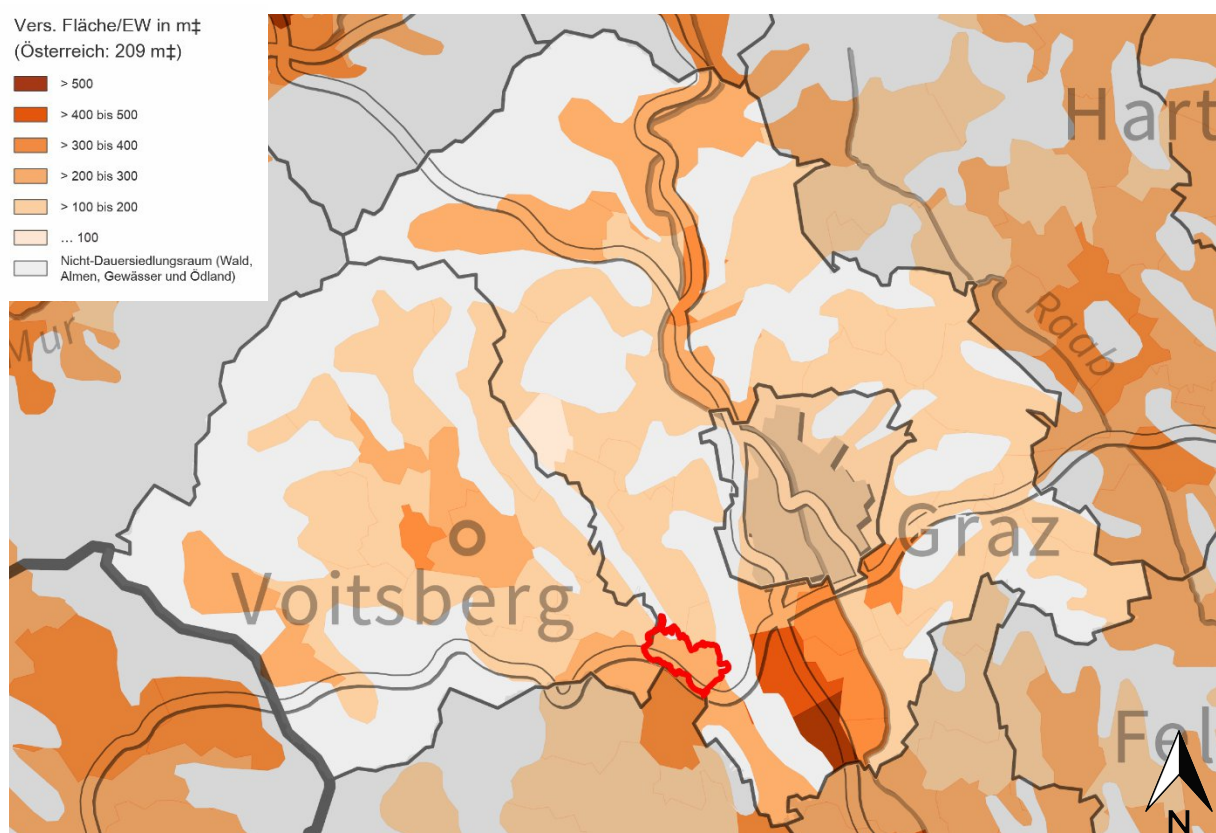 Vers. Fläche/EW in m‡
(Österreich: 209 m‡)
> 500
> 400 bis 500
> 300 bis 400
> 200 bis 300
> 100 bis 200
... 100
Nicht-Dauersiedlungsraum (Wald,
Almen, Gewässer und Ödland)
Hart
Mur
Raab
Graz
Voitsberg
Fel
N